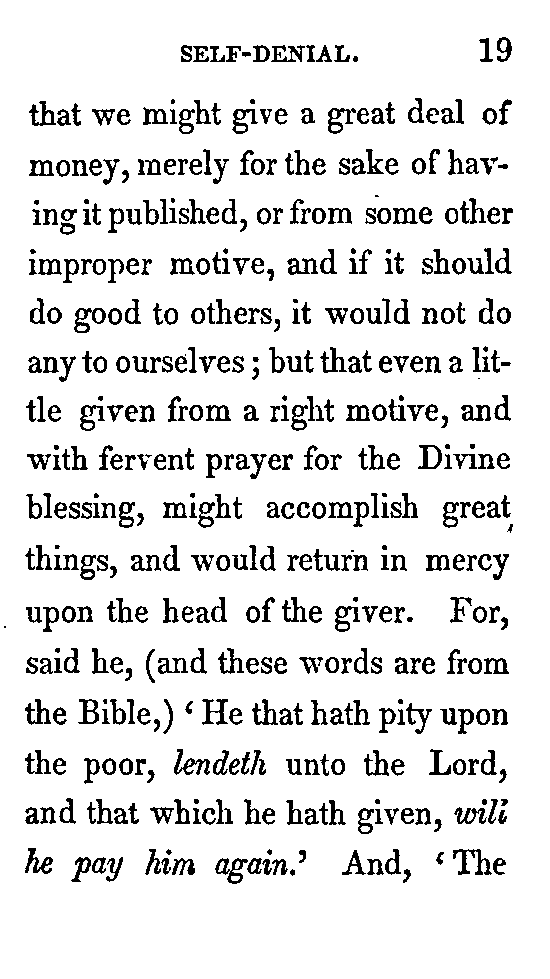 SELF-DENIAL. 19
that we might give a great deal of
money, merely for the sake of hav-
ing it published, or from some other
improper motive, and if it should
do good to others, it would not do
any to ourselves; but that even a lit-
tle given from a right motive, and
with fervent prayer for the Divine
blessing, might accomplish great
things, and would return in mercy
upon the head of the giver. For,
said he, (and these words are from
the Bible,) ‘He that hath pity upon
the poor, lendeth unto the Lord,
and that which he hath given, will
he pay him again.’ And, ‘The